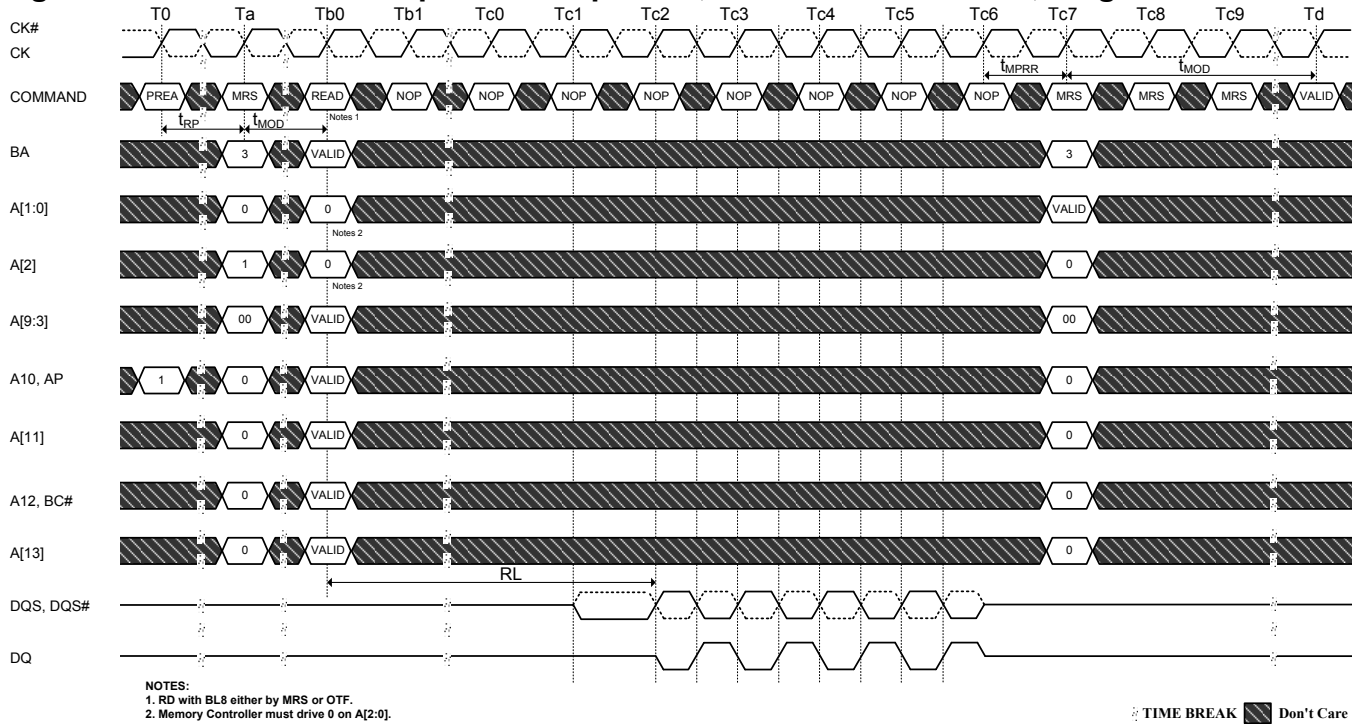 T0 Ta Tb0 Tb1 Tc0 Tc1 Tc2 Tc3 Tc4 Tc5 Tc6 Tc7 Tc8 Tc9 Td
CK#
CK
tMPRR tMOD
COMMAND PREA MRS READ NOP NOP NOP NOP NOP NOP NOP NOP MRS MRS MRS VALID
tRP tMOD Notes 1
BA 3 VALID 3
A[1:0] 0 0 VALID
Notes 2
A[2] 1 0 0
Notes 2
A[9:3] 00 VALID 00
A10, AP 1 0 VALID 0
A[11] 0 VALID 0
A12, BC# 0 VALID 0
A[13] 0 VALID 0
RL
DQS, DQS#
DQ
NOTES:
1. RD with BL8 either by MRS or OTF.
2. Memory Controller must drive 0 on A[2:0].
TIME BREAK Don't Care